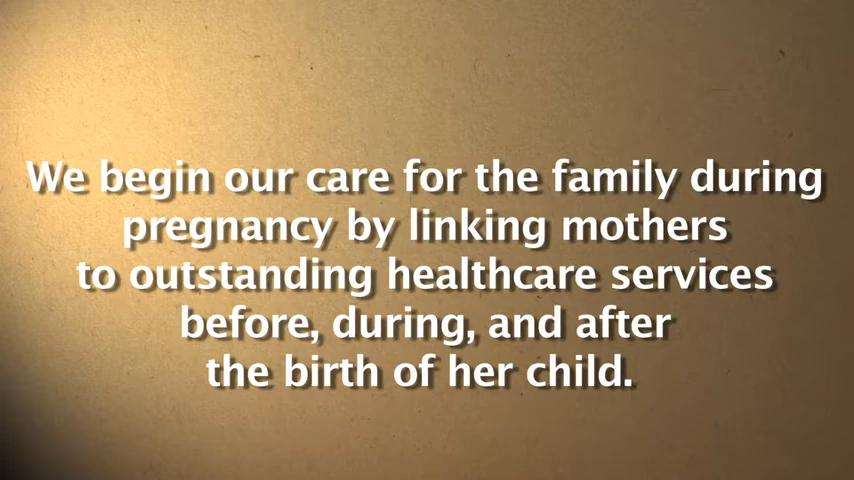 We begin our care for the family during
pregnancy by linking mothers
to outstanding healthcare services
before, during, and after
the birth of her child.